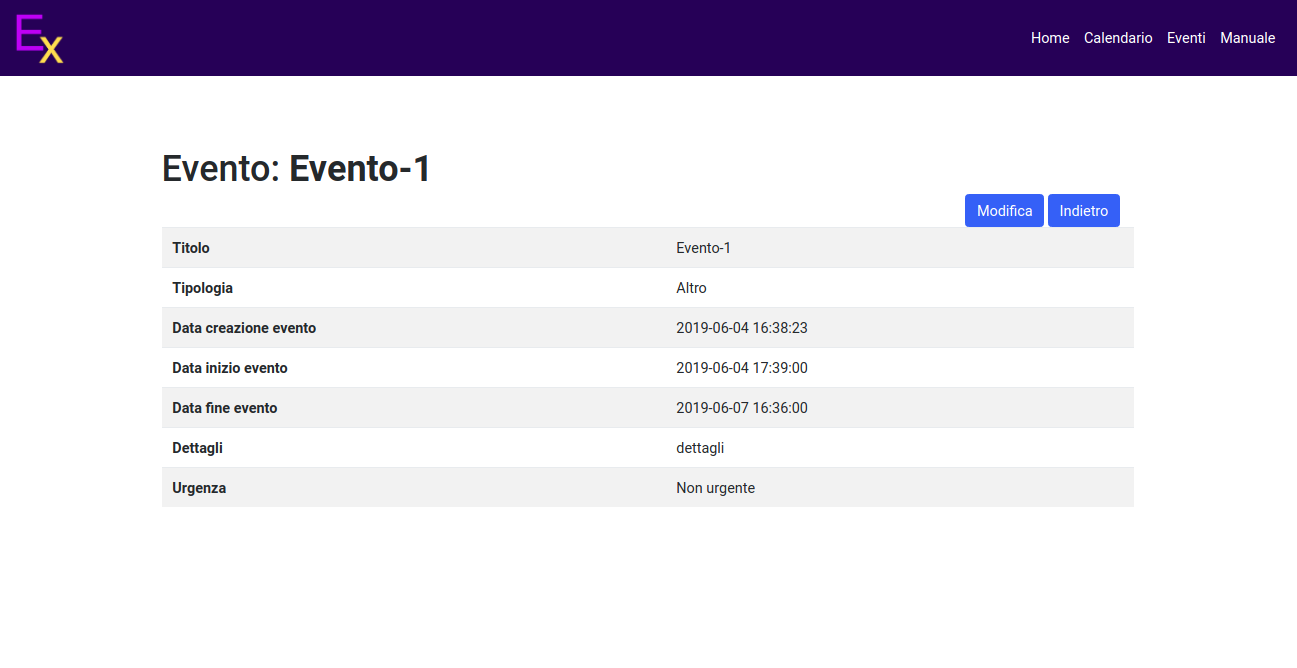 Ex
Home Calendario Eventi Manuale
Evento: Evento-1
Modifica Indietro
Titolo Evento-1
Tipologia Altro
Data creazione evento 2019-06-04 16:38:23
Data inizio evento 2019-06-04 17:39:00
Data fine evento 2019-06-07 16:36:00
Dettagli dettagli
Urgenza Non urgente